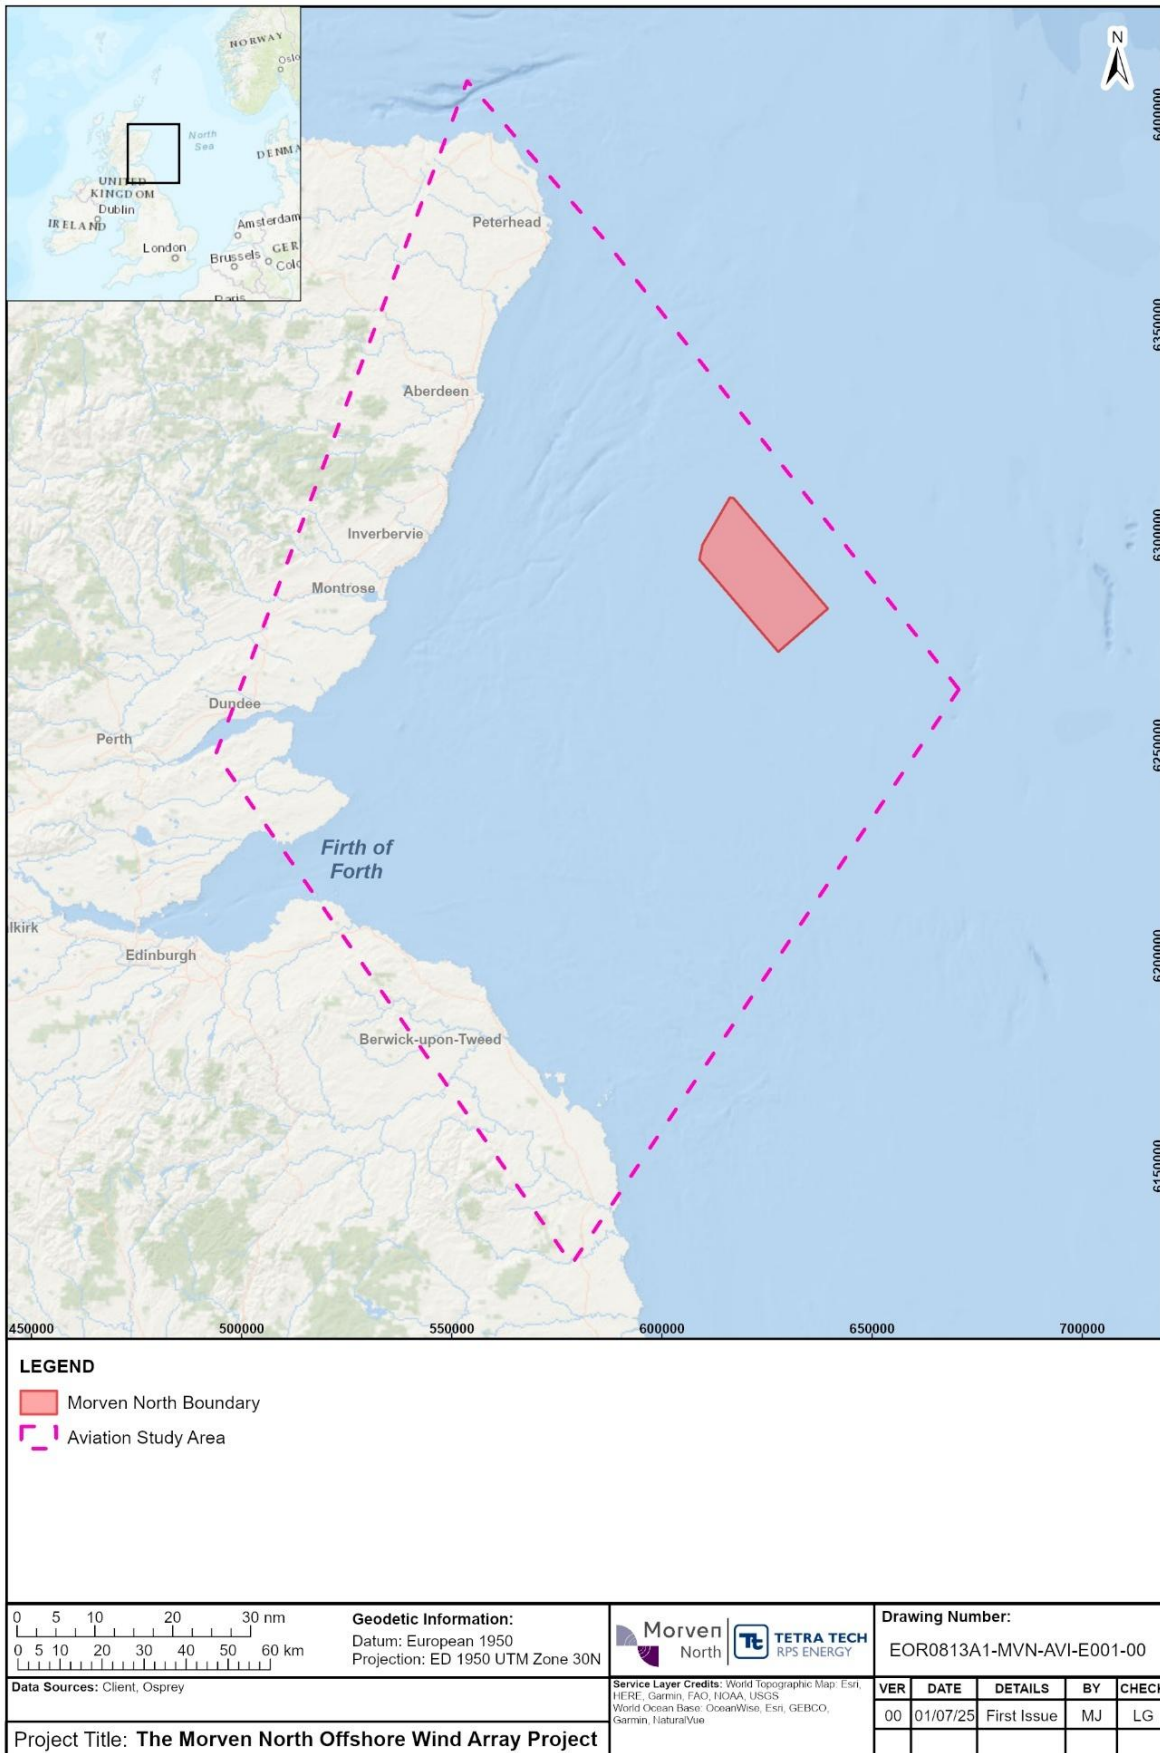 NORWAY
Oslo
North
Sea
DENMA
UNITED
KINGDOM
Dublin
IRELAND
Amsterdam
London
Brussels
GER
Colo
Paris
N
6400000
Peterhead
6350000
Aberdeen
6300000
Inverbervie
Montrose
Dundee
Perth
6250000
Firth of
Forth
lkirk
Edinburgh
6200000
Berwick-upon-Tweed
6150000
450000 500000 550000 600000 650000 700000
LEGEND
Morven North Boundary
Aviation Study Area
0 5 10 20 30 nm
0 5 10 20 30 40 50 60 km
Geodetic Information:
Datum: European 1950
Projection: ED 1950 UTM Zone 30N
Morven
North
Tt
TETRA TECH
RPS ENERGY
Drawing Number:
EOR0813A1-MVN-AVI-E001-00
Data Sources: Client, Osprey
Service Layer Credits: World Topographic Map: Esri,
HERE, Garmin, FAO, NOAA, USGS
World Ocean Base: OceanWise, Esri, GEBCO,
Garmin, NaturalVue
VER DATE DETAILS BY CHECK
00 01/07/25 First Issue MJ LG
Project Title: The Morven North Offshore Wind Array Project